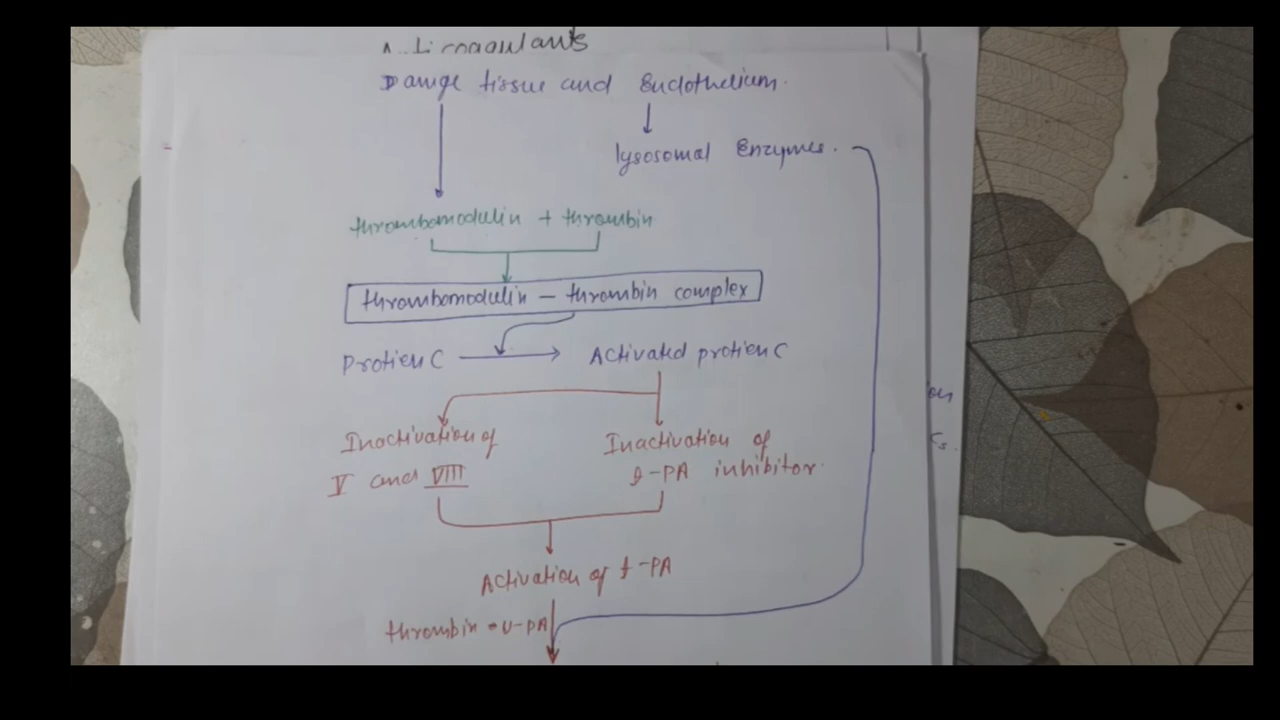 Anticoagulants
Damge tissue and Endothelium.
lysosomal Enzymes.
thrombomodulin + thrombin
thrombomodulin - thrombin complex
Protien C
Activated protien C
Inactivation of
V and VIII
Inactivation of
t-PA inhibitor.
Activation of t-PA
thrombin u-PA